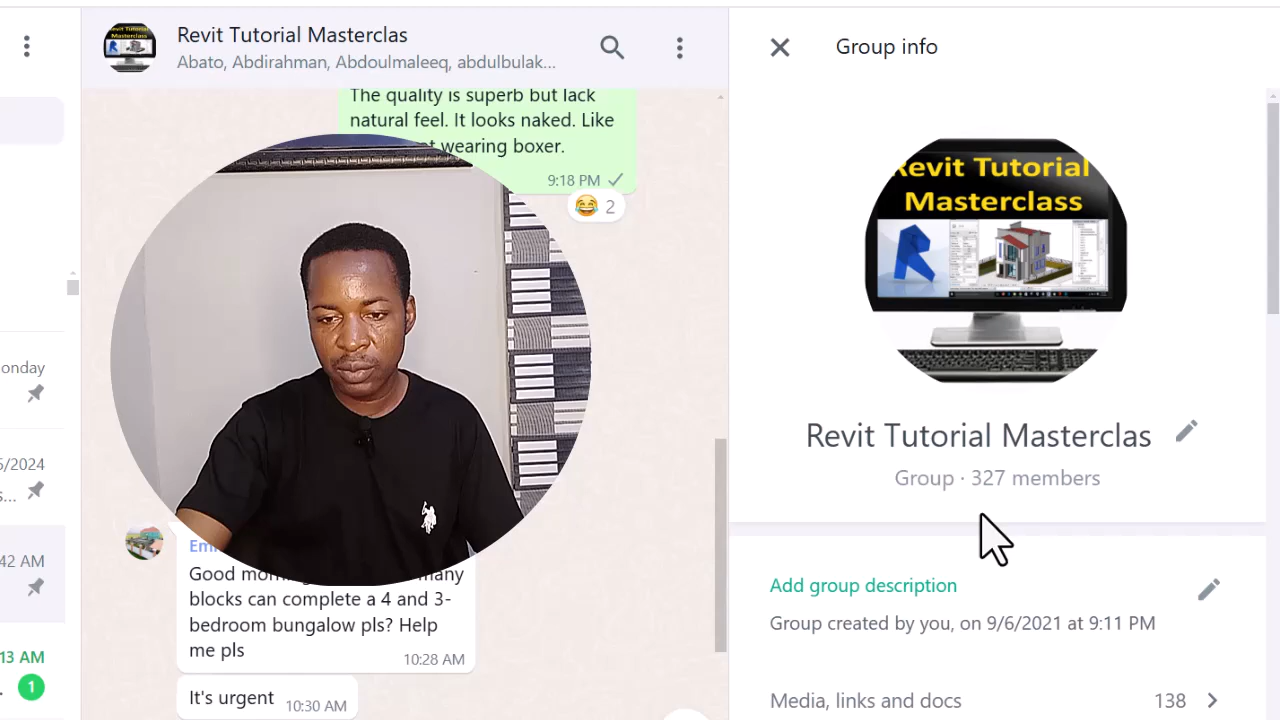 Revit Tutorial Masterclas
Abato, Abdirahman, Abdoulmaleeq, abdulbulak...
The quality is superb but lack
natural feel. It looks naked. Like
wearing boxer.
9:18 PM
2
Good many
blocks can complete a 4 and 3-
bedroom bungalow pls? Help
me pls
10:28 AM
It's urgent
10:30 AM
onday
/2024
s...
42 AM
13 AM
1
Group info
Revit Tutorial
Masterclass
Revit Tutorial Masterclas
Group · 327 members
Add group description
Group created by you, on 9/6/2021 at 9:11 PM
Media, links and docs
138